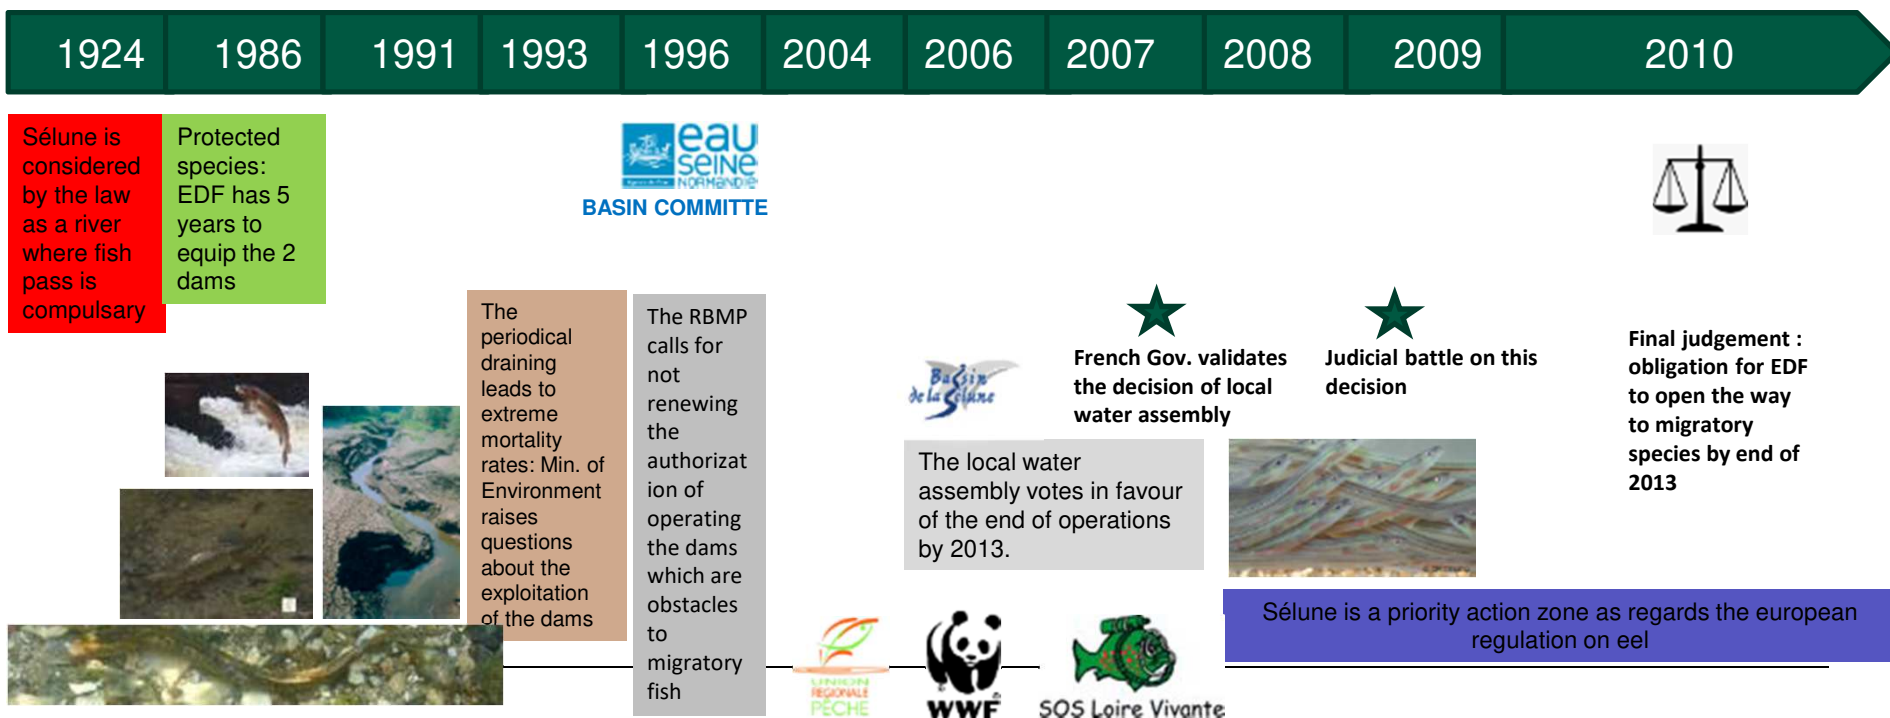 1924 1986 1991 1993 1996 2004 2006 2007 2008 2009 2010
Sélune is
considered
by the law
as a river
where fish
pass is
compulsary
Protected
species:
EDF has 5
years to
equip the 2
dams
The
periodical
draining
leads to
extreme
mortality
rates: Min. of
Environment
raises
questions
about the
exploitation
of the dams
eau
SEINE
NORMANDIE
BASIN COMMITTE
The RBMP
calls for
not
renewing
the
authorizat
ion of
operating
the dams
which are
obstacles
to
migratory
fish
UNION
REGIONALE
PÊCHE
Bassin
de la Sélune
The local water
assembly votes in favour
of the end of operations
by 2013.
WWF
French Gov. validates
the decision of local
water assembly
SOS Loire Vivante
Judicial battle on this
decision
Sélune is a priority action zone as regards the european
regulation on eel
Final judgement :
obligation for EDF
to open the way
to migratory
species by end of
2013